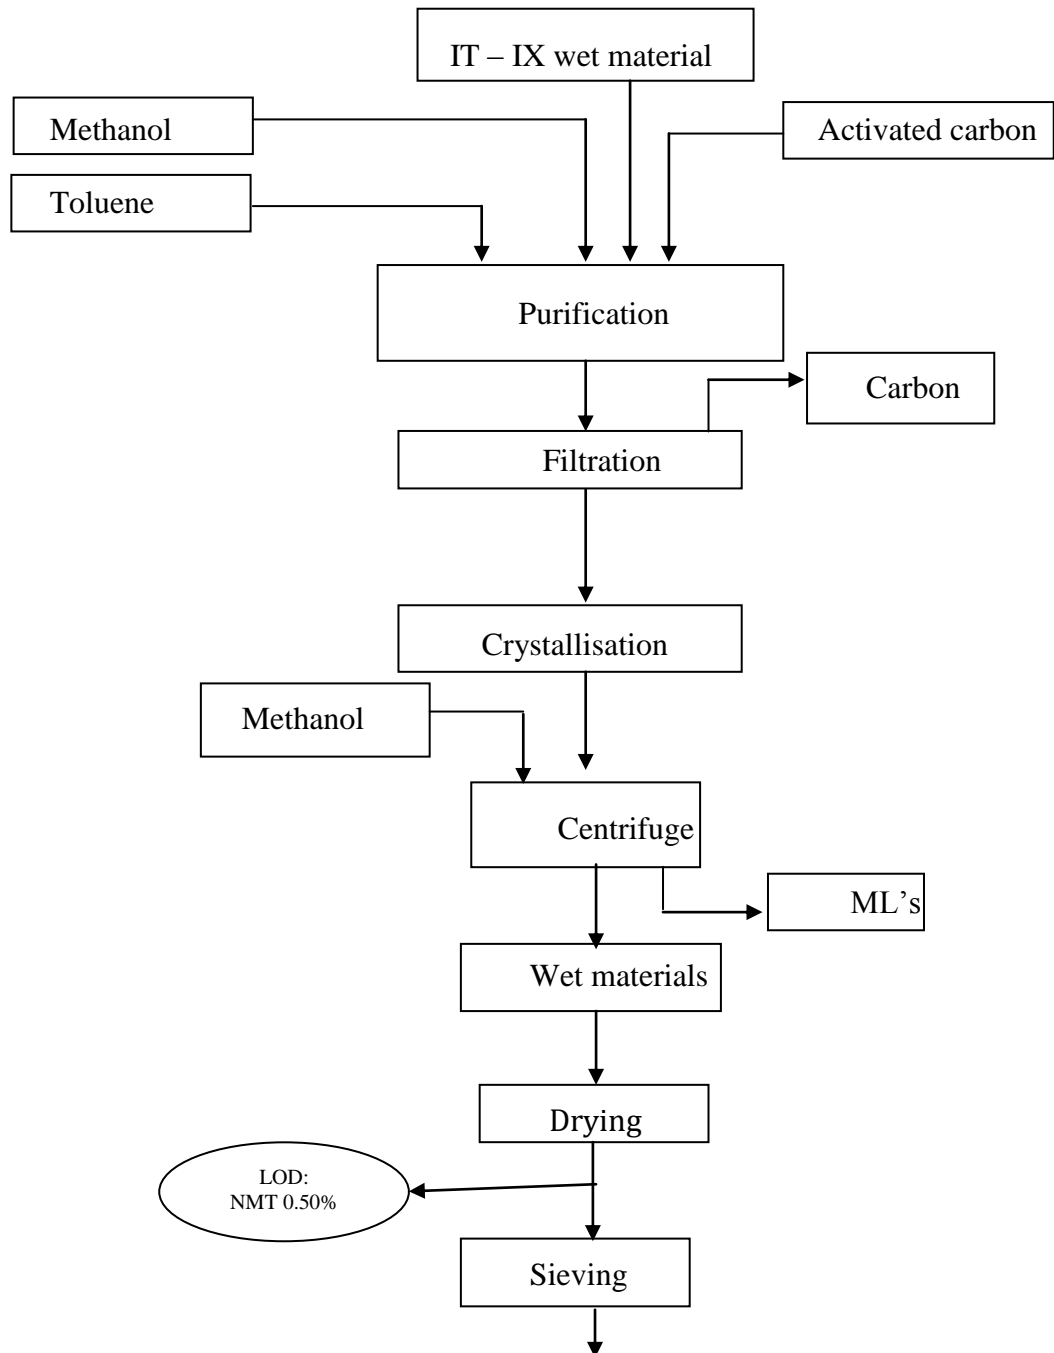 IT – IX wet material
Methanol
Activated carbon
Toluene
Purification
Carbon
Filtration
Crystallisation
Methanol
Centrifuge
ML’s
Wet materials
Drying
LOD:
NMT 0.50%
Sieving